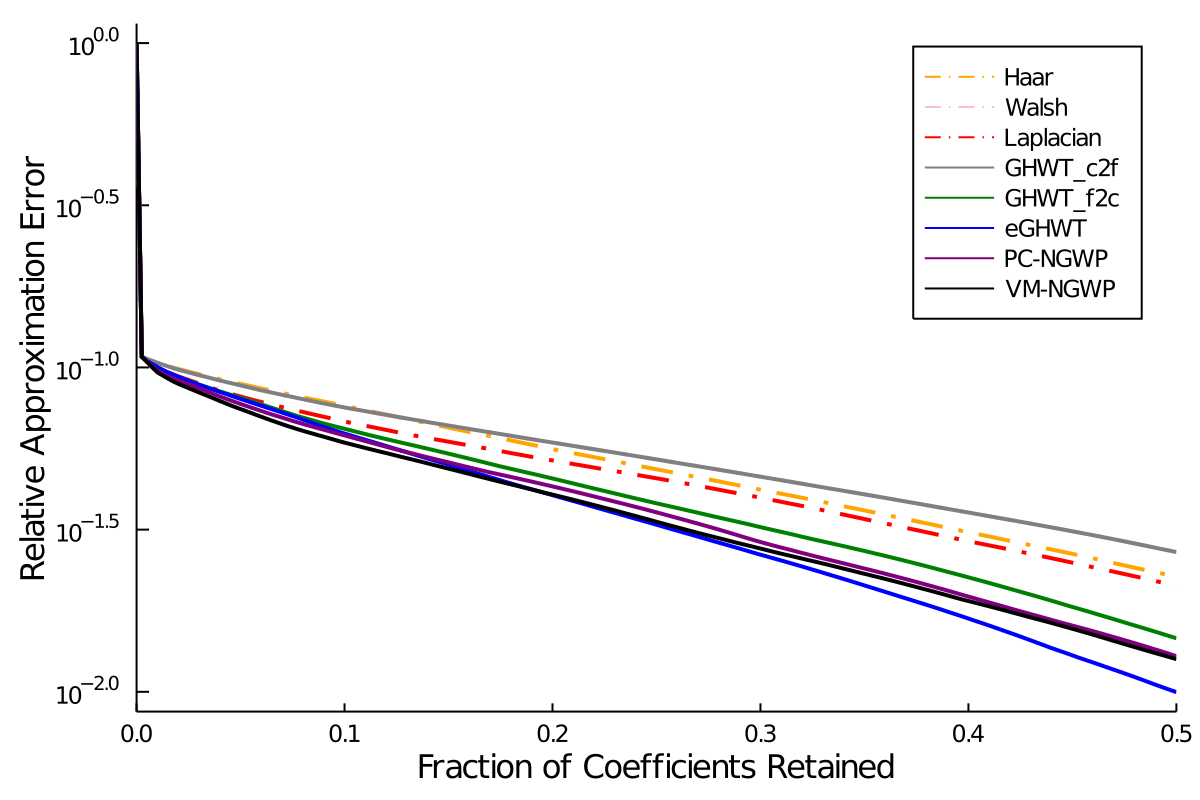 Relative Approximation Error
10^0.0
10^−0.5
10^−1.0
10^−1.5
10^−2.0
Haar
Walsh
Laplacian
GHWT_c2f
GHWT_f2c
eGHWT
PC-NGWP
VM-NGWP
0.0 0.1 0.2 0.3 0.4 0.5
Fraction of Coefficients Retained